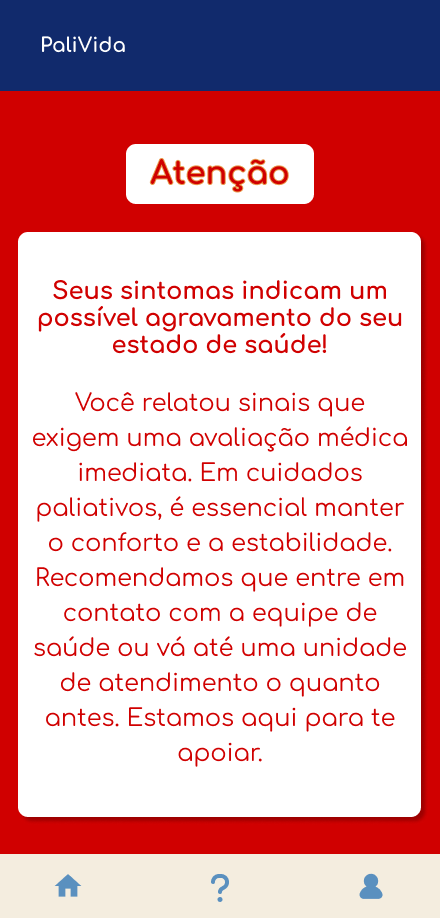 PaliVida
Atenção
Seus sintomas indicam um
possível agravamento do seu
estado de saúde!
Você relatou sinais que
exigem uma avaliação médica
imediata. Em cuidados
paliativos, é essencial manter
o conforto e a estabilidade.
Recomendamos que entre em
contato com a equipe de
saúde ou vá até uma unidade
de atendimento o quanto
antes. Estamos aqui para te
apoiar.